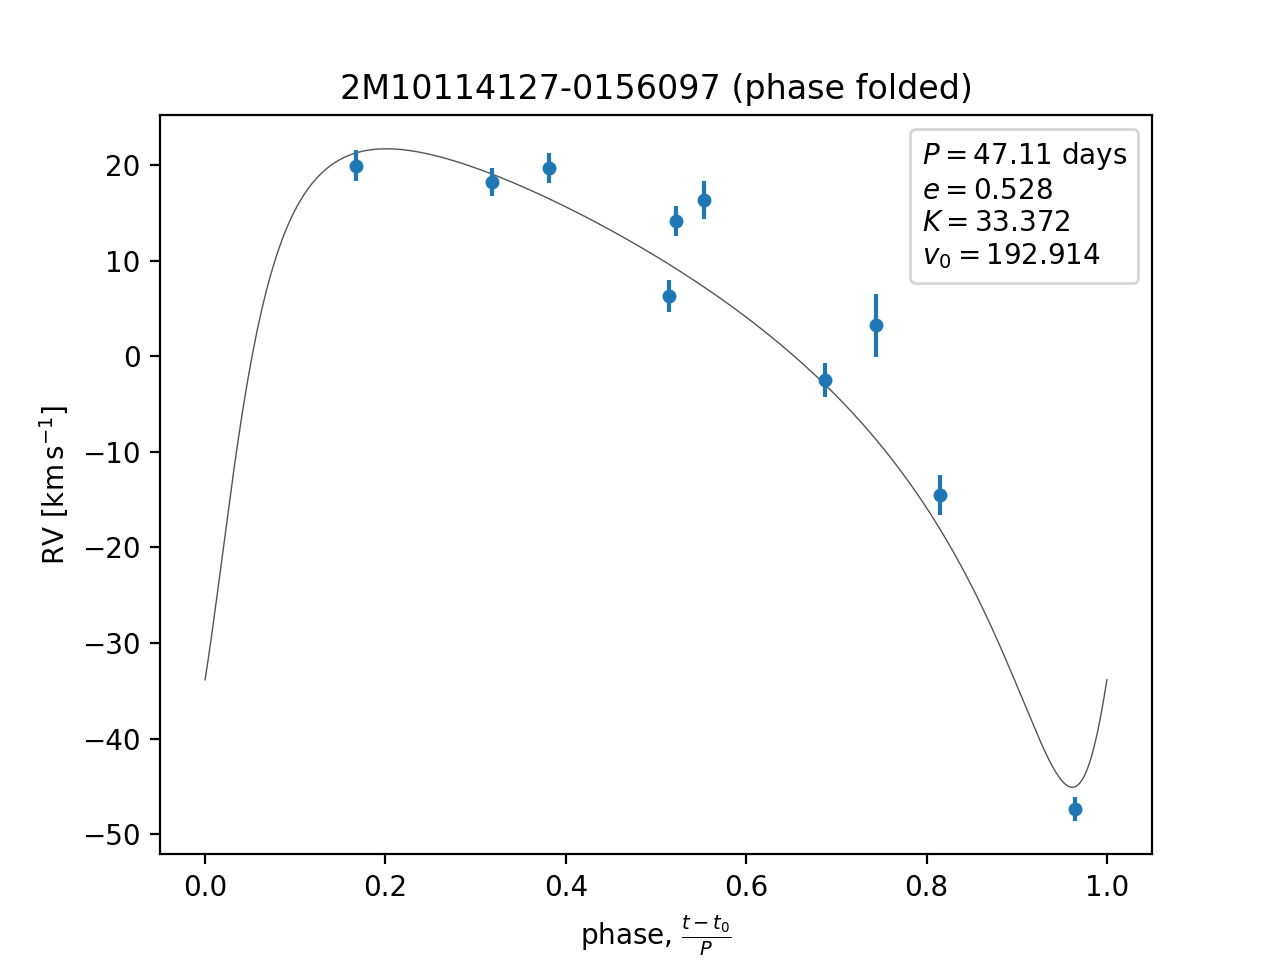 2M10114127-0156097 (phase folded)
P = 47.11 days
e = 0.528
K = 33.372
v₀ = 192.914
20
10
0
−10
−20
−30
−40
−50
RV [km s⁻¹]
0.0 0.2 0.4 0.6 0.8 1.0
phase, (t − t₀)/P